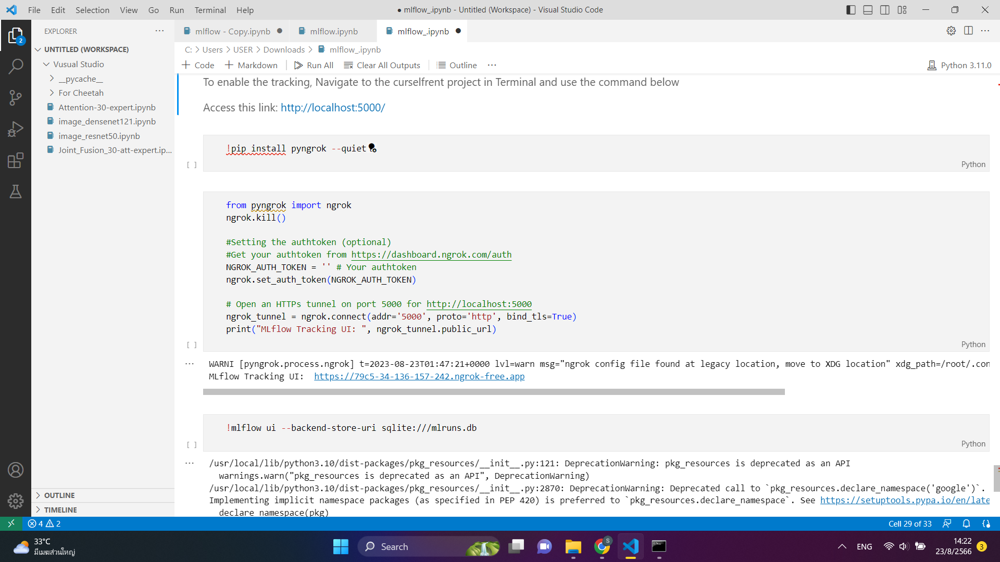 File Edit Selection View Go Run Terminal Help
● mlflow_.ipynb - Untitled (Workspace) - Visual Studio Code
EXPLORER
UNTITLED (WORKSPACE)
Vusual Studio
__pycache__
For Cheetah
Attention-30-expert.ipynb
image_densenet121.ipynb
image_resnet50.ipynb
Joint_Fusion_30-att-expert.ip...
OUTLINE
TIMELINE
2
mlflow - Copy.ipynb ● mlflow.ipynb mlflow_.ipynb ●
C: > Users > USER > Downloads > mlflow_.ipynb
+ Code + Markdown Run All Clear All Outputs Outline ... Python 3.11.0
To enable the tracking, Navigate to the curselfrent project in Terminal and use the command below
Access this link: http://localhost:5000/
!pip install pyngrok --quiet
[ ]
Python
from pyngrok import ngrok
ngrok.kill()
#Setting the authtoken (optional)
#Get your authtoken from https://dashboard.ngrok.com/auth
NGROK_AUTH_TOKEN = '' # Your authtoken
ngrok.set_auth_token(NGROK_AUTH_TOKEN)
# Open an HTTPs tunnel on port 5000 for http://localhost:5000
ngrok_tunnel = ngrok.connect(addr='5000', proto='http', bind_tls=True)
print("MLflow Tracking UI: ", ngrok_tunnel.public_url)
[ ]
Python
WARNI [pyngrok.process.ngrok] t=2023-08-23T01:47:21+0000 lvl=warn msg="ngrok config file found at legacy location, move to XDG location" xdg_path=/root/.con
MLflow Tracking UI: https://79c5-34-136-157-242.ngrok-free.app
!mlflow ui --backend-store-uri sqlite:///mlruns.db
[ ]
Python
/usr/local/lib/python3.10/dist-packages/pkg_resources/__init__.py:121: DeprecationWarning: pkg_resources is deprecated as an API
warnings.warn("pkg_resources is deprecated as an API", DeprecationWarning)
/usr/local/lib/python3.10/dist-packages/pkg_resources/__init__.py:2870: DeprecationWarning: Deprecated call to `pkg_resources.declare_namespace('google')`.
Implementing implicit namespace packages (as specified in PEP 420) is preferred to `pkg_resources.declare_namespace`. See https://setuptools.pypa.io/en/late
declare_namespace(pkg)
4 2
Cell 29 of 33
33°C
มีเมฆส่วนใหญ่
Search
S
ENG
14:22
23/8/2566
3